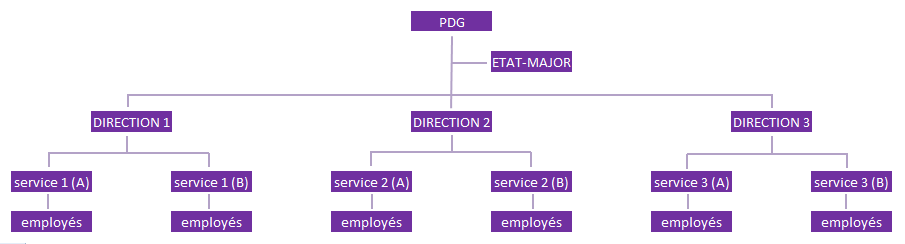 PDG
ETAT-MAJOR
DIRECTION 1
DIRECTION 2
DIRECTION 3
service 1 (A)
service 1 (B)
service 2 (A)
service 2 (B)
service 3 (A)
service 3 (B)
employés
employés
employés
employés
employés
employés